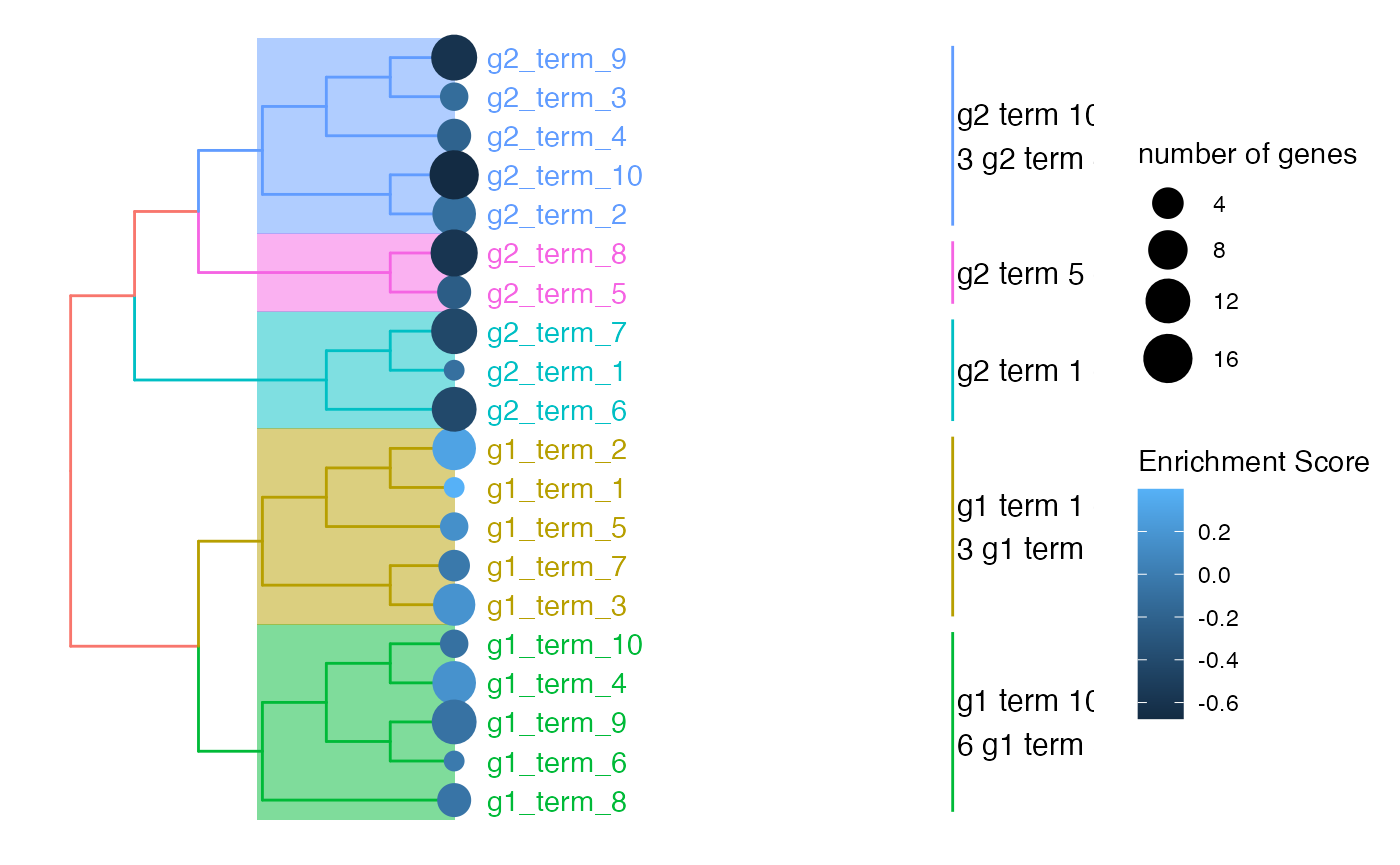 g2_term_9
g2_term_3
g2_term_4
g2_term_10
g2_term_2
g2_term_8
g2_term_5
g2_term_7
g2_term_1
g2_term_6
g1_term_2
g1_term_1
g1_term_5
g1_term_7
g1_term_3
g1_term_10
g1_term_4
g1_term_9
g1_term_6
g1_term_8
g2 term 10
3 g2 term
g2 term 5
g2 term 1
g1 term 1
3 g1 term
g1 term 10
6 g1 term
number of genes
4
8
12
16
Enrichment Score
0.2
0.0
-0.2
-0.4
-0.6